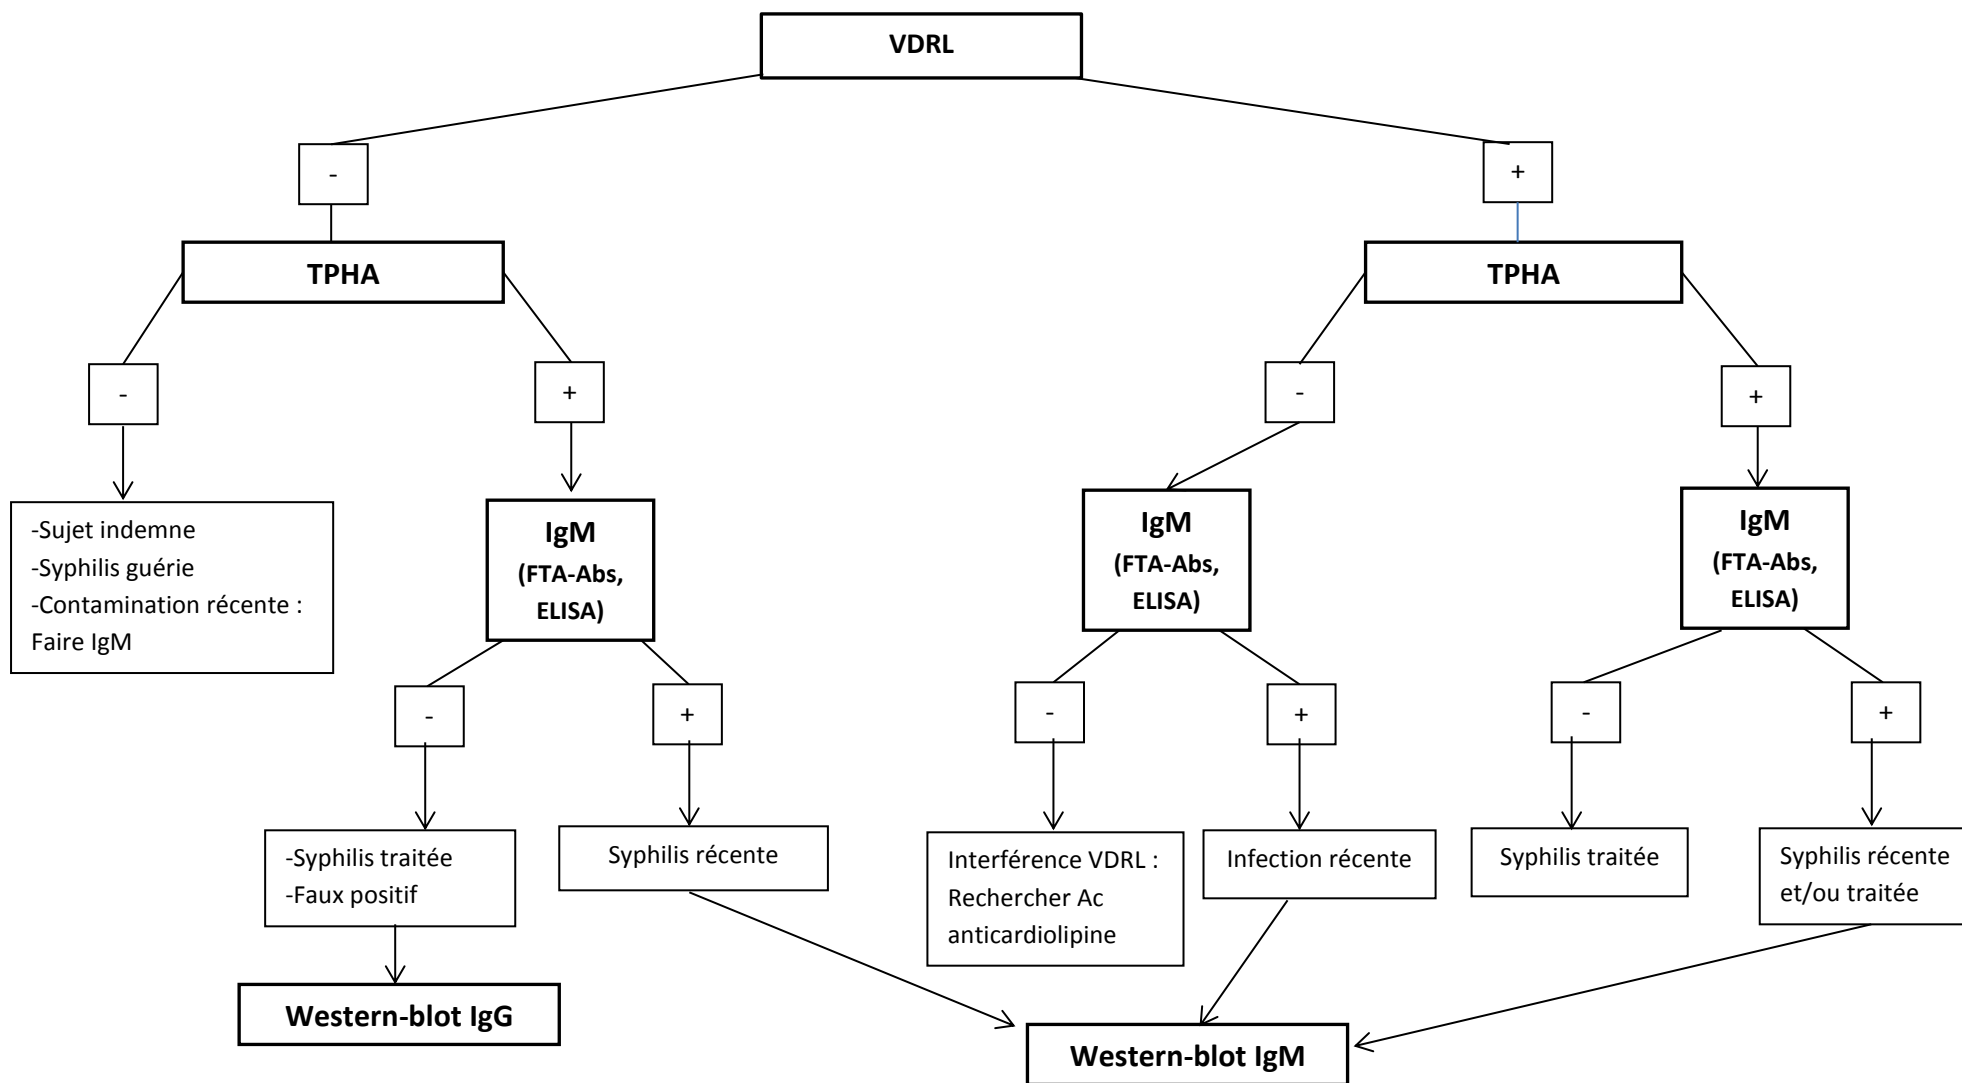 VDRL
-
+
TPHA
TPHA
-
+
-
+
-Sujet indemne
-Syphilis guérie
-Contamination récente :
Faire IgM
IgM
(FTA-Abs,
ELISA)
IgM
(FTA-Abs,
ELISA)
IgM
(FTA-Abs,
ELISA)
-
+
-
+
-
+
-Syphilis traitée
-Faux positif
Syphilis récente
Interférence VDRL :
Rechercher Ac
anticardiolipine
Infection récente
Syphilis traitée
Syphilis récente
et/ou traitée
Western-blot IgG
Western-blot IgM